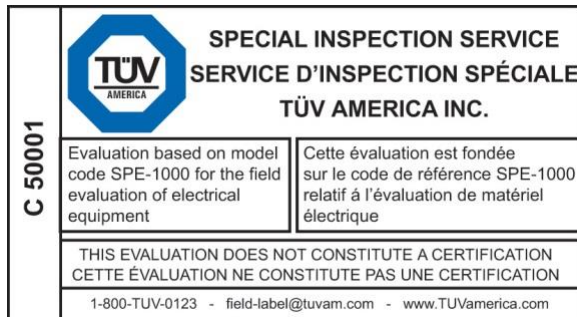 C 50001
TÜV
AMERICA
SPECIAL INSPECTION SERVICE
SERVICE D'INSPECTION SPÉCIALE
TÜV AMERICA INC.
Evaluation based on model
code SPE-1000 for the field
evaluation of electrical
equipment
Cette évaluation est fondée
sur le code de référence SPE-1000
relatif á l'évaluation de matériel
électrique
THIS EVALUATION DOES NOT CONSTITUTE A CERTIFICATION
CETTE ÉVALUATION NE CONSTITUTE PAS UNE CERTIFICATION
1-800-TUV-0123 - field-label@tuvam.com - www.TUVamerica.com